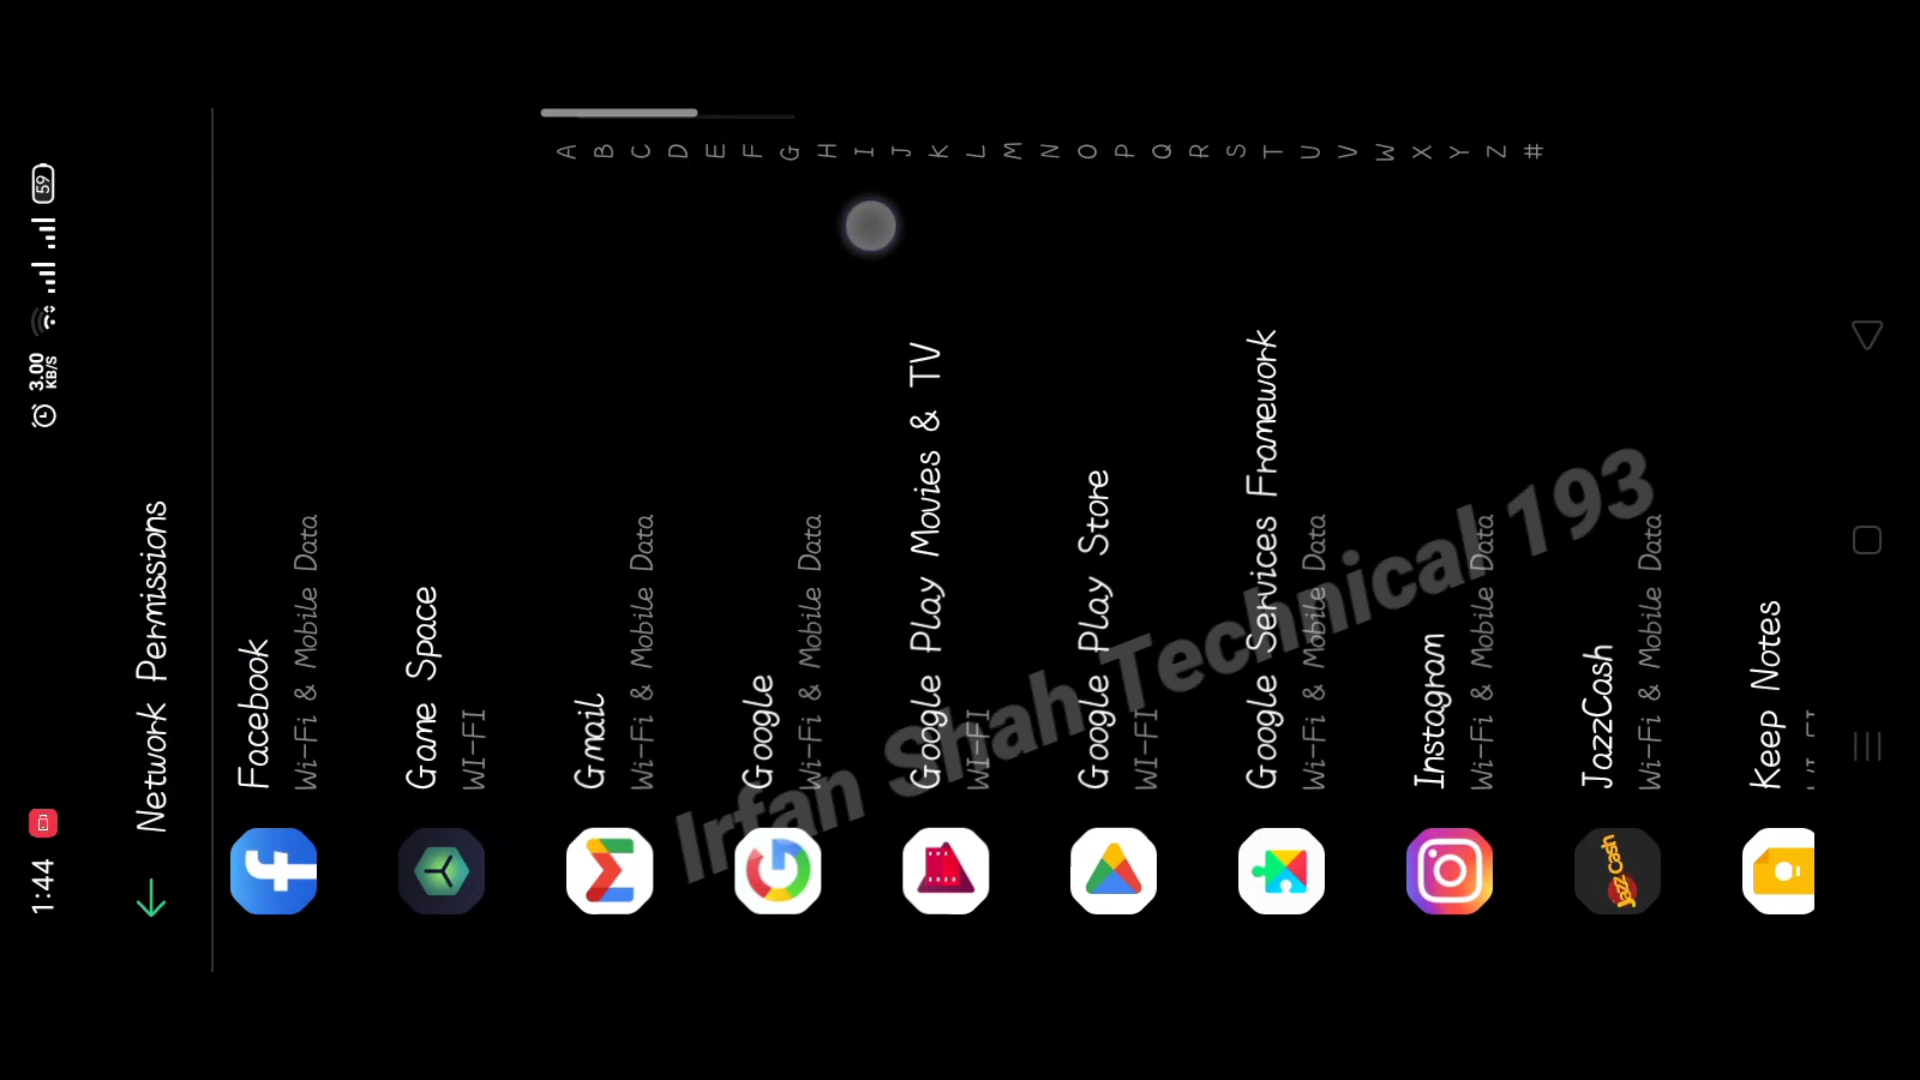 1:44
3.00
KB/S
59
Network Permissions
Facebook
Wi-Fi & Mobile Data
Game Space
WI-FI
Gmail
Wi-Fi & Mobile Data
Google
Wi-Fi & Mobile Data
Google Play Movies & TV
WI-FI
Google Play Store
WI-FI
Google Services Framework
Wi-Fi & Mobile Data
Instagram
Wi-Fi & Mobile Data
JazzCash
Wi-Fi & Mobile Data
Keep Notes
A
B
C
D
E
F
G
H
I
J
K
L
M
N
O
P
Q
R
S
T
U
V
W
X
Y
Z
#
Jazz Cash
Irfan Shah Technical 193